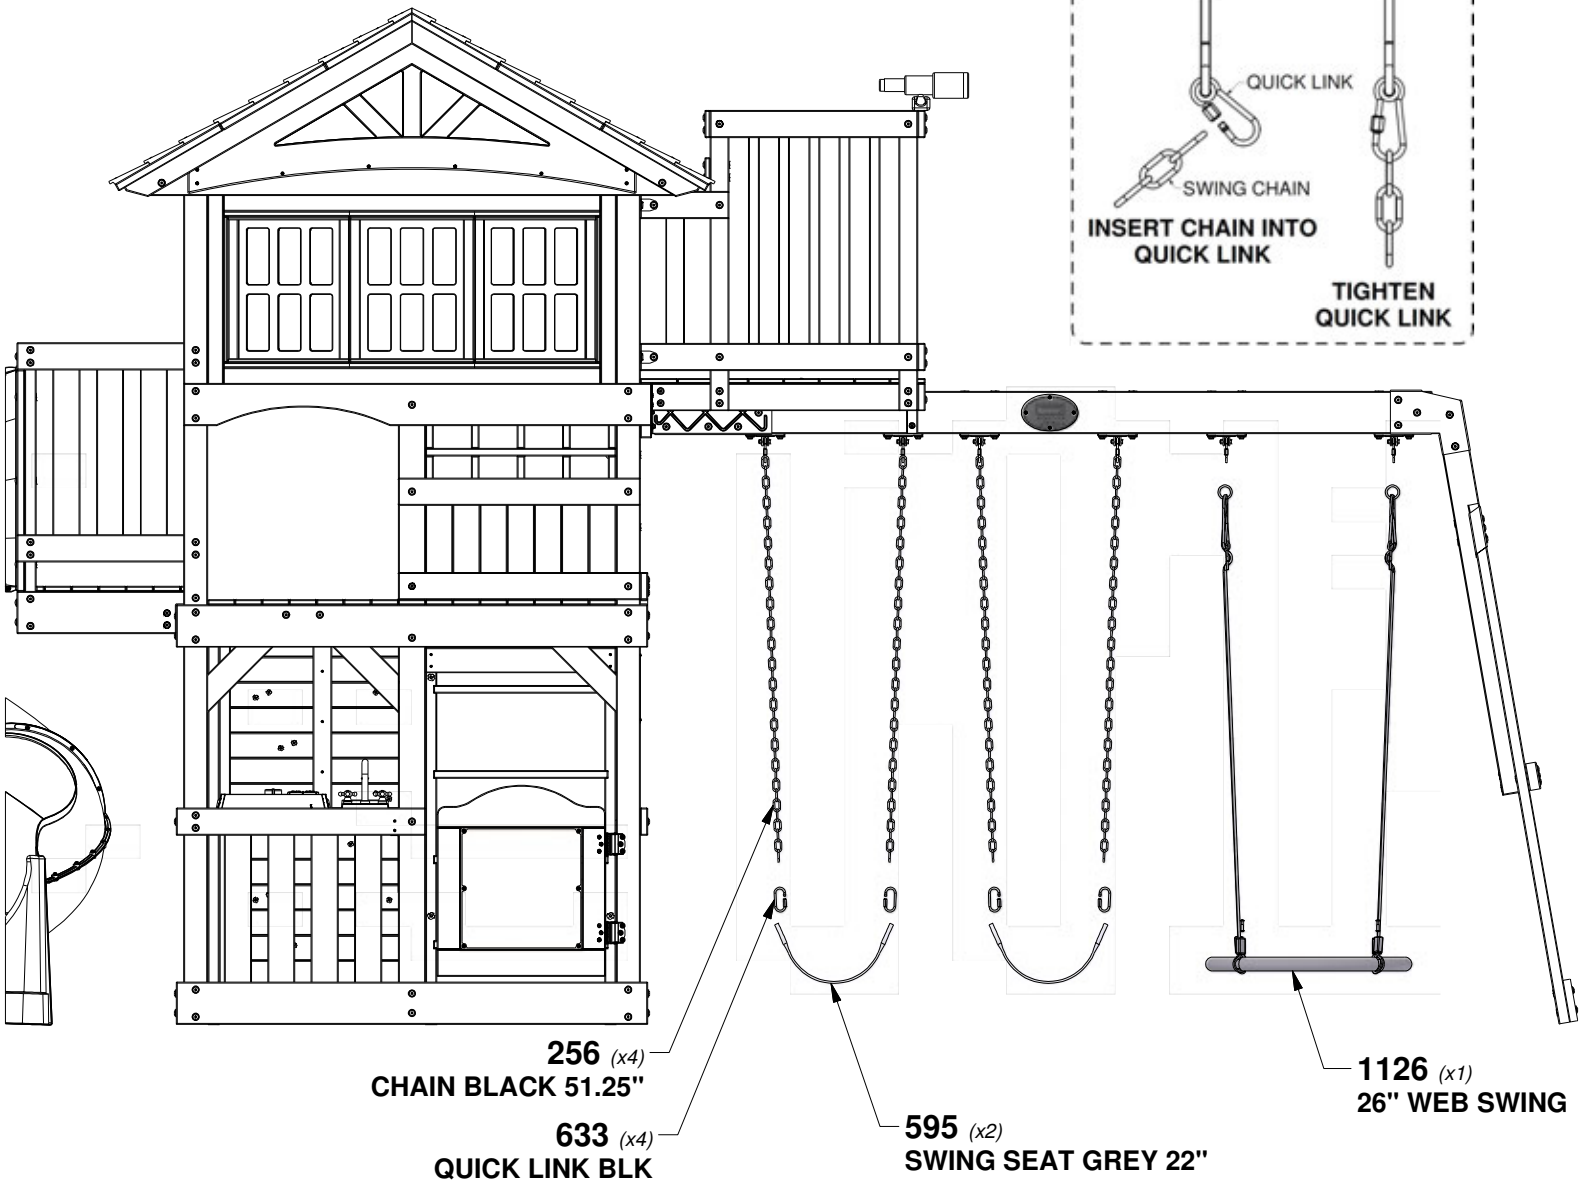 QUICK LINK
SWING CHAIN
INSERT CHAIN INTO
QUICK LINK
TIGHTEN
QUICK LINK
256 (x4)
CHAIN BLACK 51.25"
633 (x4)
QUICK LINK BLK
595 (x2)
SWING SEAT GREY 22"
1126 (x1)
26" WEB SWING